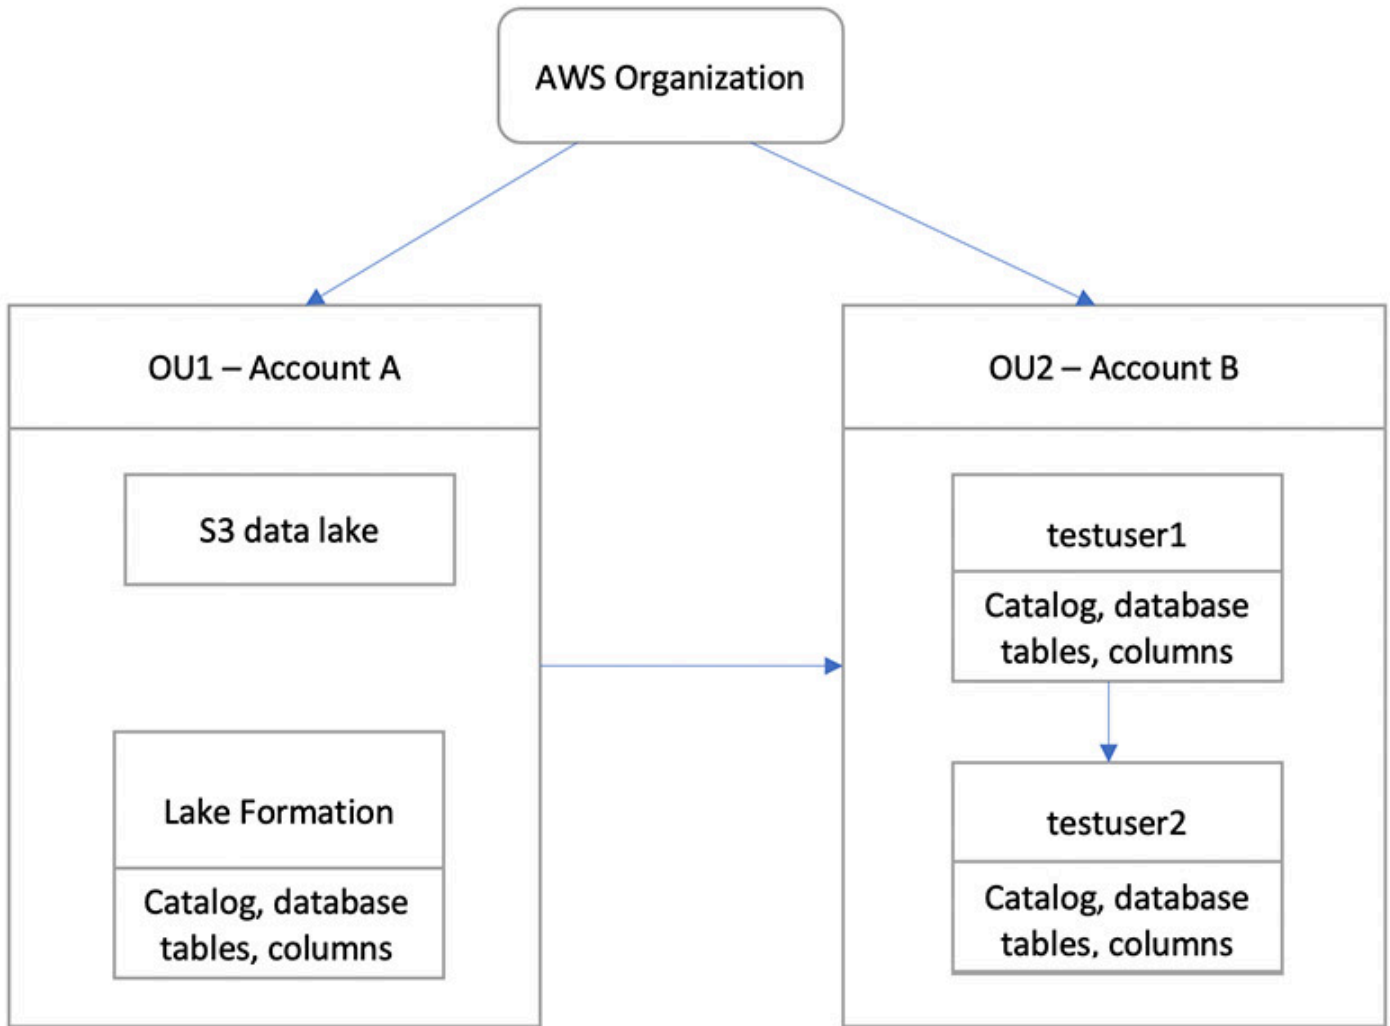 AWS Organization
OU1 – Account A
S3 data lake
Lake Formation
Catalog, database
tables, columns
OU2 – Account B
testuser1
Catalog, database
tables, columns
testuser2
Catalog, database
tables, columns